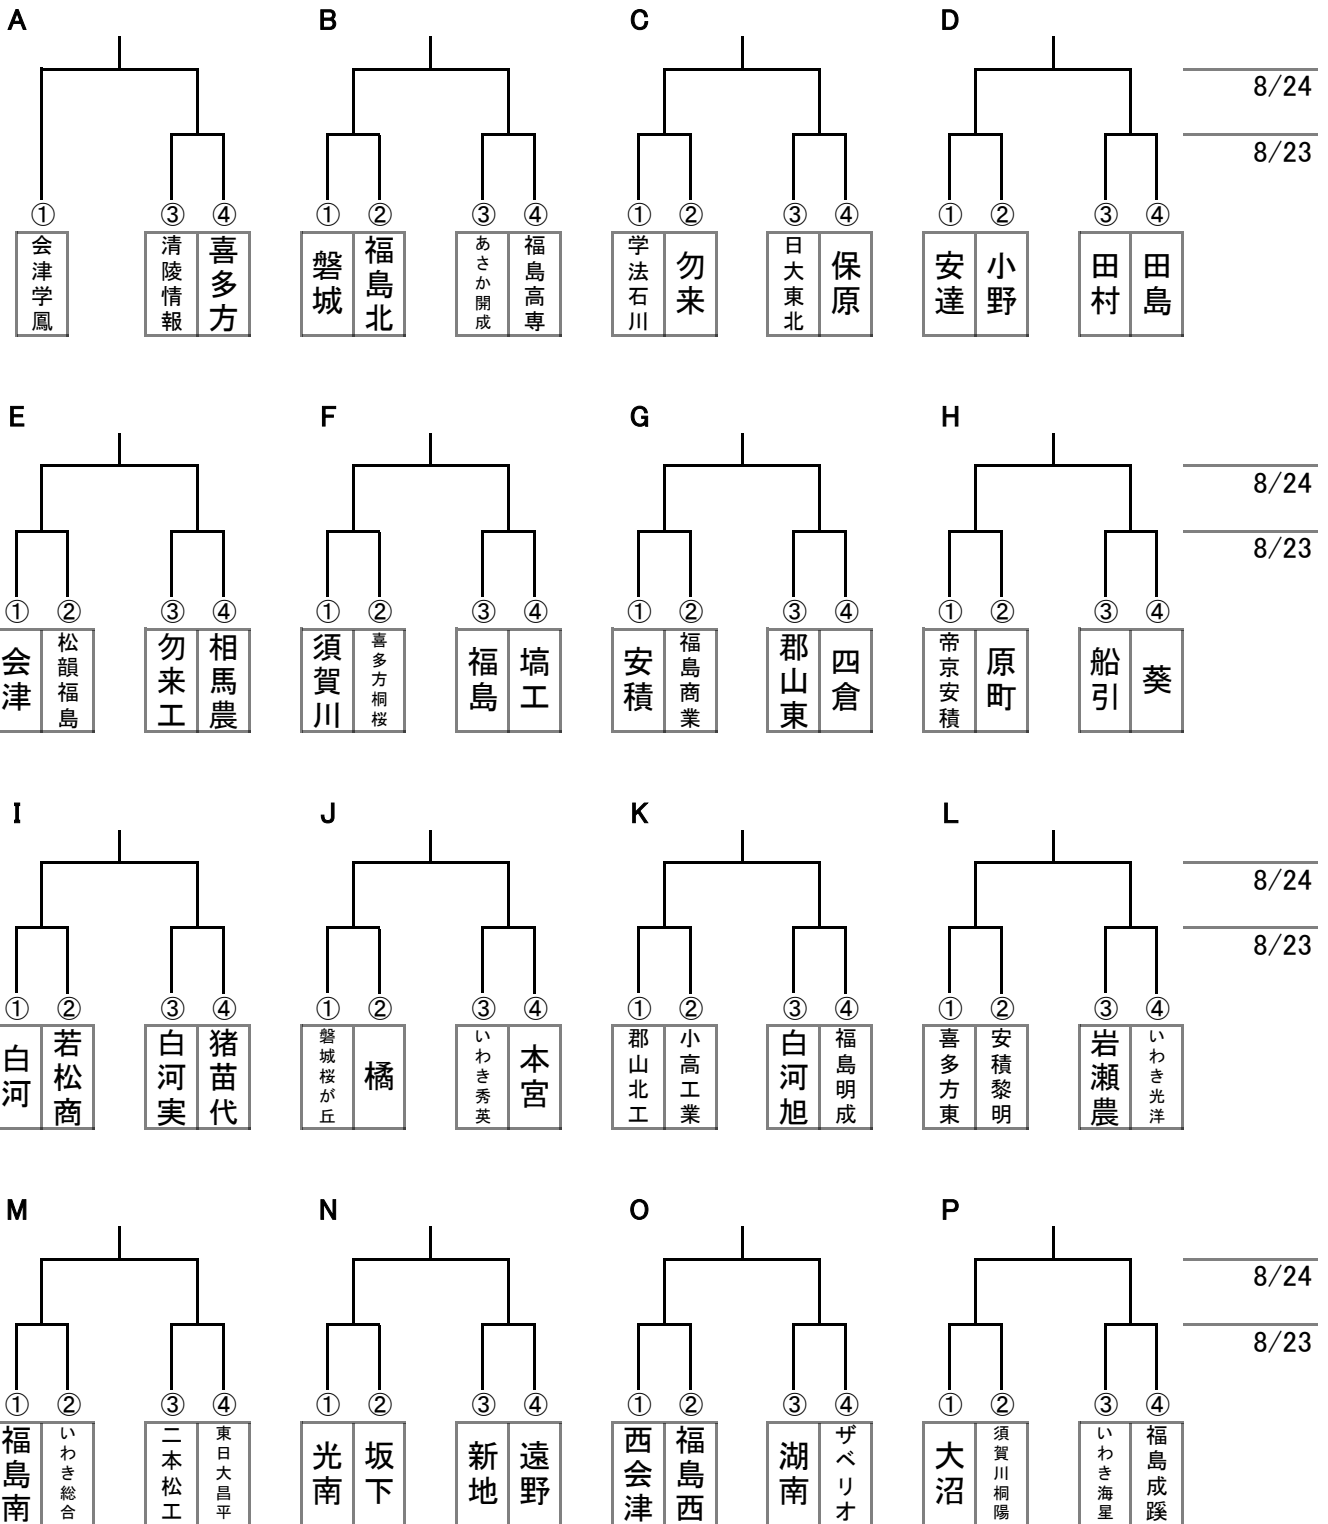 A B C D
8/24
8/23
① ③ ④ ① ② ③ ④ ① ② ③ ④ ① ② ③ ④
会津学鳳 清陵情報 喜多方 磐城 福島北 あさか開成 福島高専 学法石川 勿来 日大東北 保原 安達 小野 田村 田島
E F G H
8/24
8/23
① ② ③ ④ ① ② ③ ④ ① ② ③ ④ ① ② ③ ④
会津 松韻福島 勿来工 相馬農 須賀川 喜多方桐桜 福島 塙工 安積 福島商業 郡山東 四倉 帝京安積 原町 船引 葵
I J K L
8/24
8/23
① ② ③ ④ ① ② ③ ④ ① ② ③ ④ ① ② ③ ④
白河 若松商 白河実 猪苗代 磐城桜が丘 橘 いわき秀英 本宮 郡山北工 小高工業 白河旭 福島明成 喜多方東 安積黎明 岩瀬農 いわき光洋
M N O P
8/24
8/23
① ② ③ ④ ① ② ③ ④ ① ② ③ ④ ① ② ③ ④
福島南 いわき総合 二本松工 東日大昌平 光南 坂下 新地 遠野 西会津 福島西 湖南 ザベリオ 大沼 須賀川桐陽 いわき海星 福島成蹊